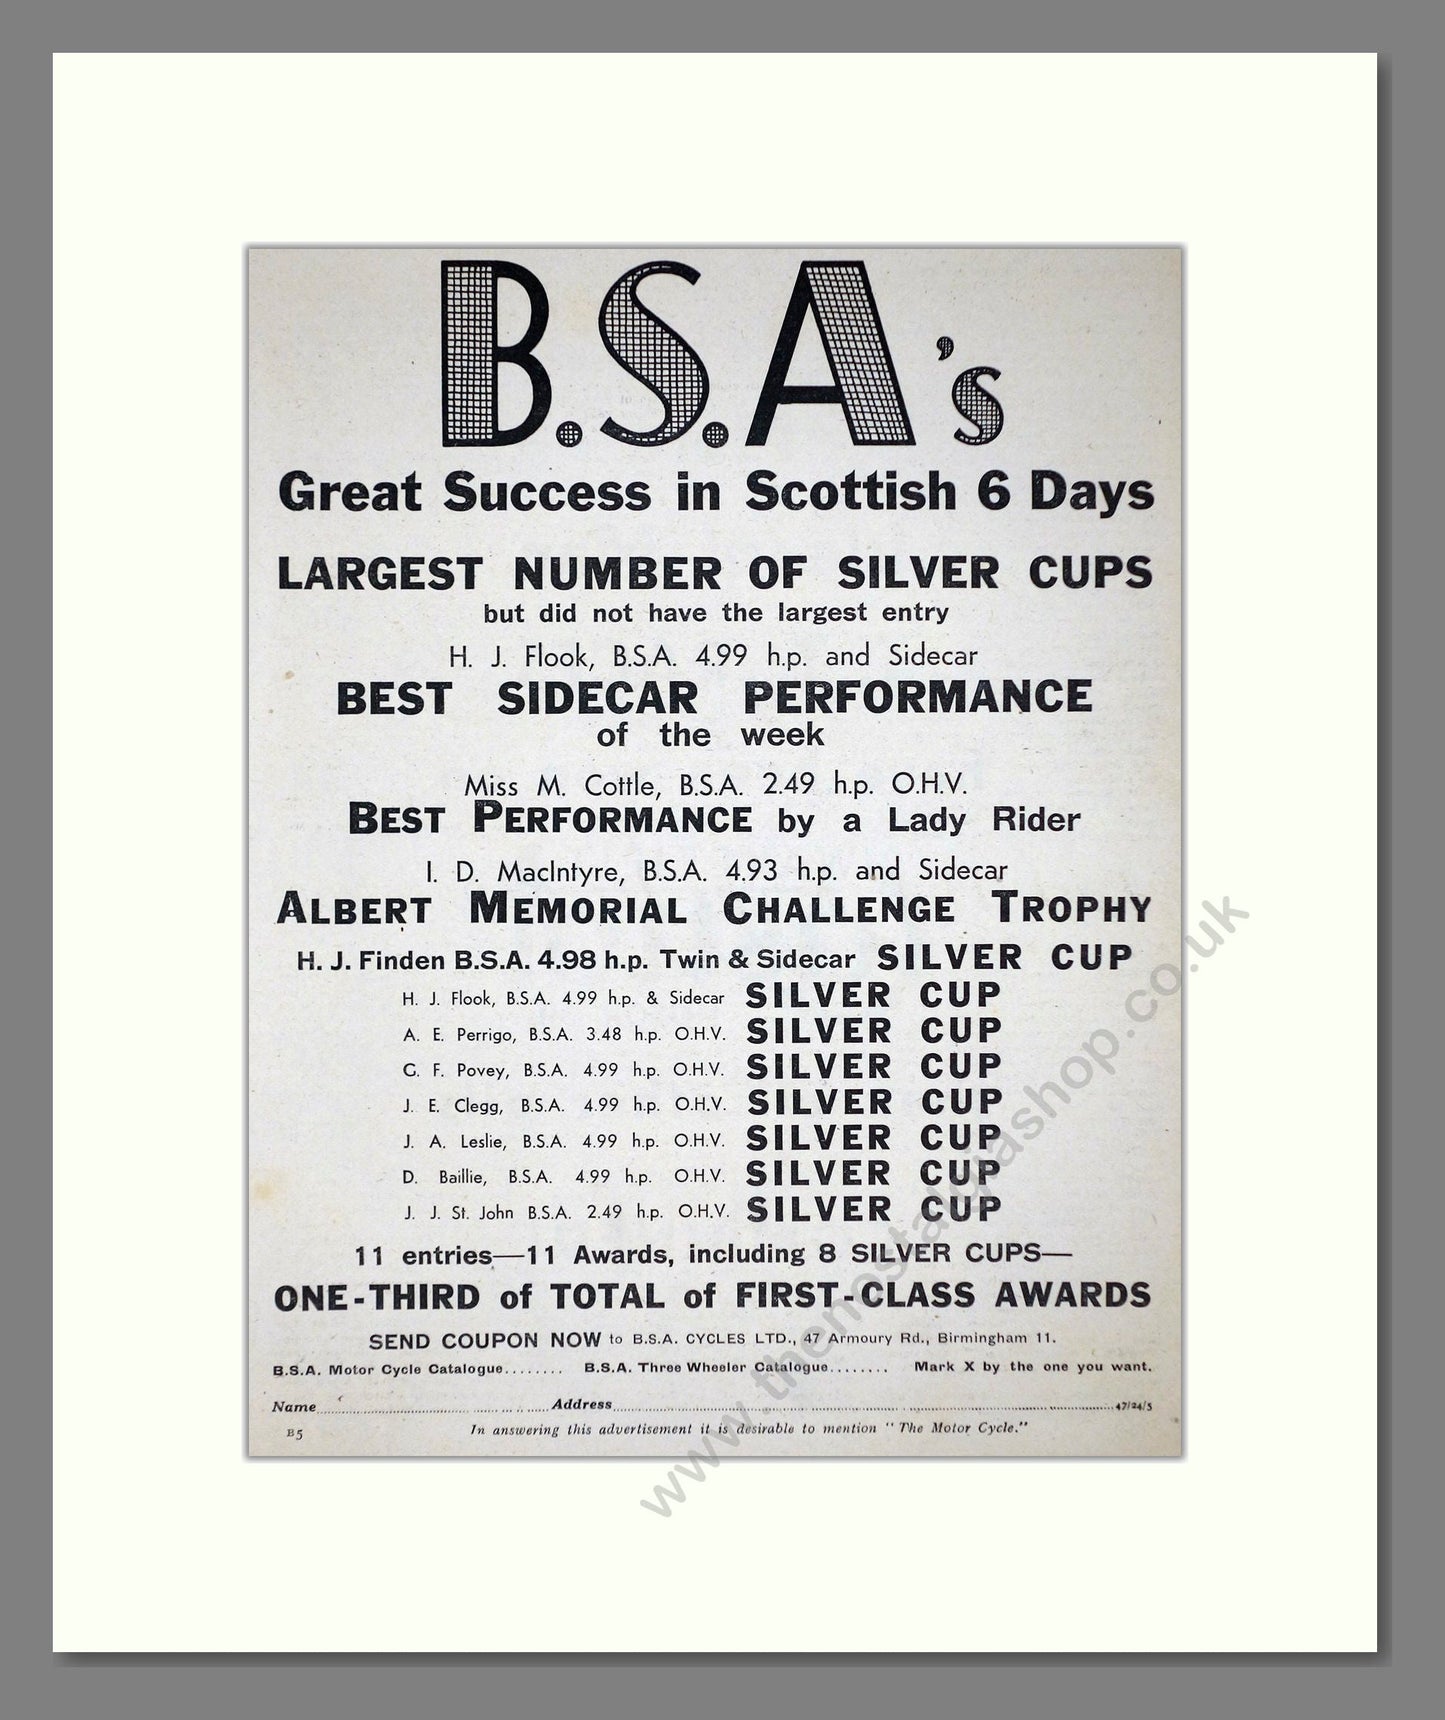 B.S.A's
Great Success in Scottish 6 Days
LARGEST NUMBER OF SILVER CUPS
but did not have the largest entry
H. J. Flook, B.S.A. 4.99 h.p. and Sidecar
BEST SIDECAR PERFORMANCE
of the week
Miss M. Cottle, B.S.A. 2.49 h.p. O.H.V.
BEST PERFORMANCE by a Lady Rider
I. D. MacIntyre, B.S.A. 4.93 h.p. and Sidecar
ALBERT MEMORIAL CHALLENGE TROPHY
H. J. Finden B.S.A. 4.98 h.p. Twin & Sidecar SILVER CUP
H. J. Flook, B.S.A. 4.99 h.p. & Sidecar SILVER CUP
A. E. Perrigo, B.S.A. 3.48 h.p. O.H.V. SILVER CUP
G. F. Povey, B.S.A. 4.99 h.p. O.H.V. SILVER CUP
J. E. Clegg, B.S.A. 4.99 h.p. O.H.V. SILVER CUP
J. A. Leslie, B.S.A. 4.99 h.p. O.H.V. SILVER CUP
D. Baillie, B.S.A. 4.99 h.p. O.H.V. SILVER CUP
J. J. St. John B.S.A. 2.49 h.p. O.H.V. SILVER CUP
11 entries—11 Awards, including 8 SILVER CUPS—
ONE-THIRD of TOTAL of FIRST-CLASS AWARDS
SEND COUPON NOW to B.S.A. CYCLES LTD., 47 Armoury Rd., Birmingham 11.
B.S.A. Motor Cycle Catalogue........ B.S.A. Three Wheeler Catalogue........ Mark X by the one you want.
Name........................Address........................47/24/5
B5 In answering this advertisement it is desirable to mention "The Motor Cycle."
www.thenostalgiashop.co.uk